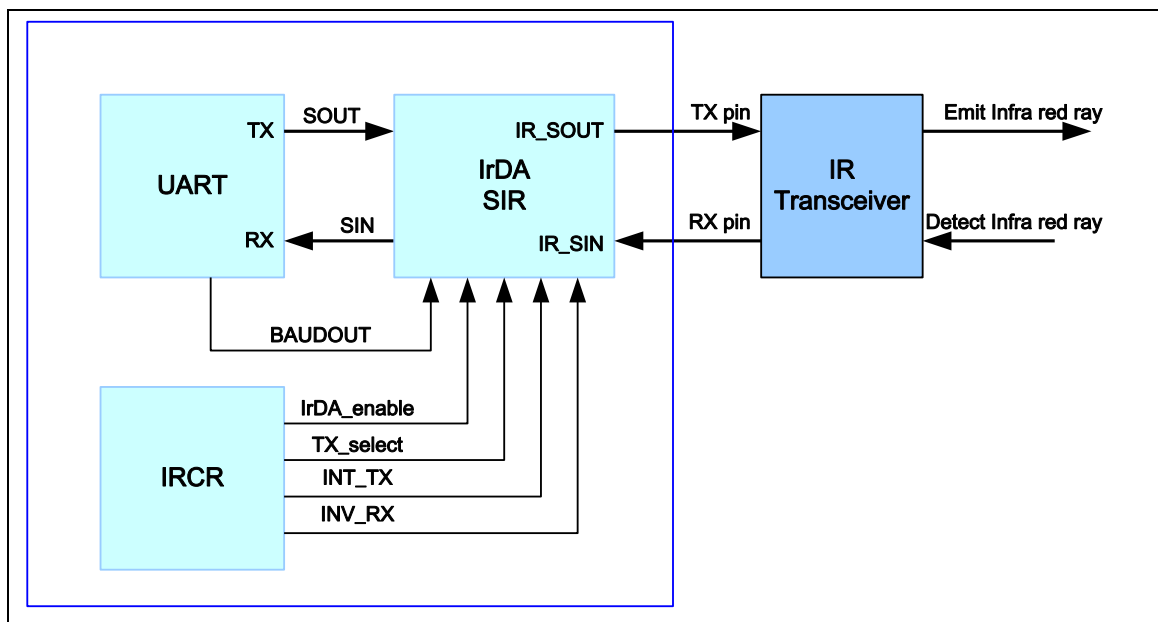 TX
SOUT
IR_SOUT
TX pin
Emit Infra red ray
UART
IrDA
SIR
IR
Transceiver
RX
SIN
IR_SIN
RX pin
Detect Infra red ray
BAUDOUT
IRCR
IrDA_enable
TX_select
INT_TX
INV_RX